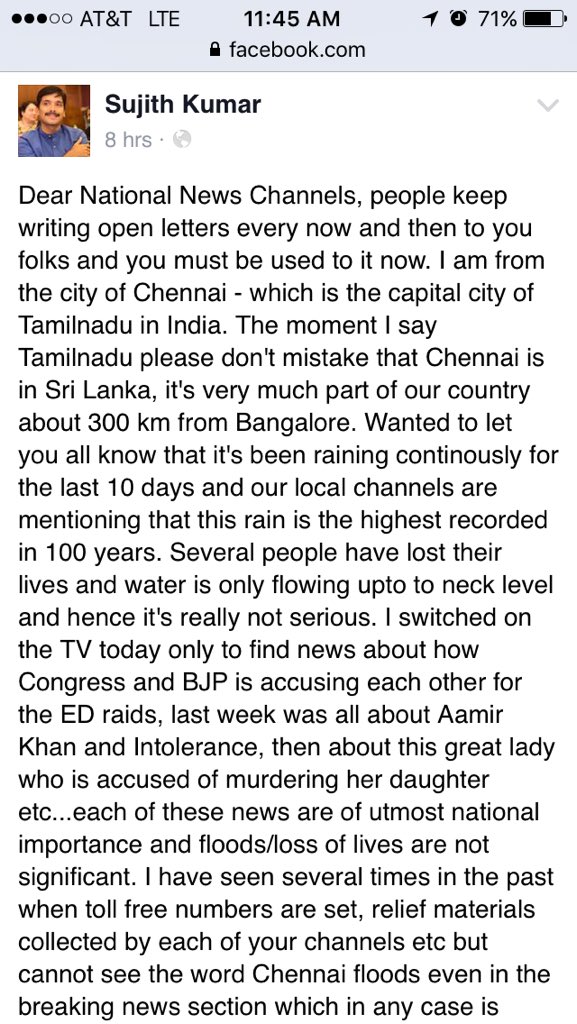 AT&T LTE 11:45 AM 71%
facebook.com
Sujith Kumar
8 hrs ·
Dear National News Channels, people keep
writing open letters every now and then to you
folks and you must be used to it now. I am from
the city of Chennai - which is the capital city of
Tamilnadu in India. The moment I say
Tamilnadu please don't mistake that Chennai is
in Sri Lanka, it's very much part of our country
about 300 km from Bangalore. Wanted to let
you all know that it's been raining continously for
the last 10 days and our local channels are
mentioning that this rain is the highest recorded
in 100 years. Several people have lost their
lives and water is only flowing upto to neck level
and hence it's really not serious. I switched on
the TV today only to find news about how
Congress and BJP is accusing each other for
the ED raids, last week was all about Aamir
Khan and Intolerance, then about this great lady
who is accused of murdering her daughter
etc...each of these news are of utmost national
importance and floods/loss of lives are not
significant. I have seen several times in the past
when toll free numbers are set, relief materials
collected by each of your channels etc but
cannot see the word Chennai floods even in the
breaking news section which in any case is